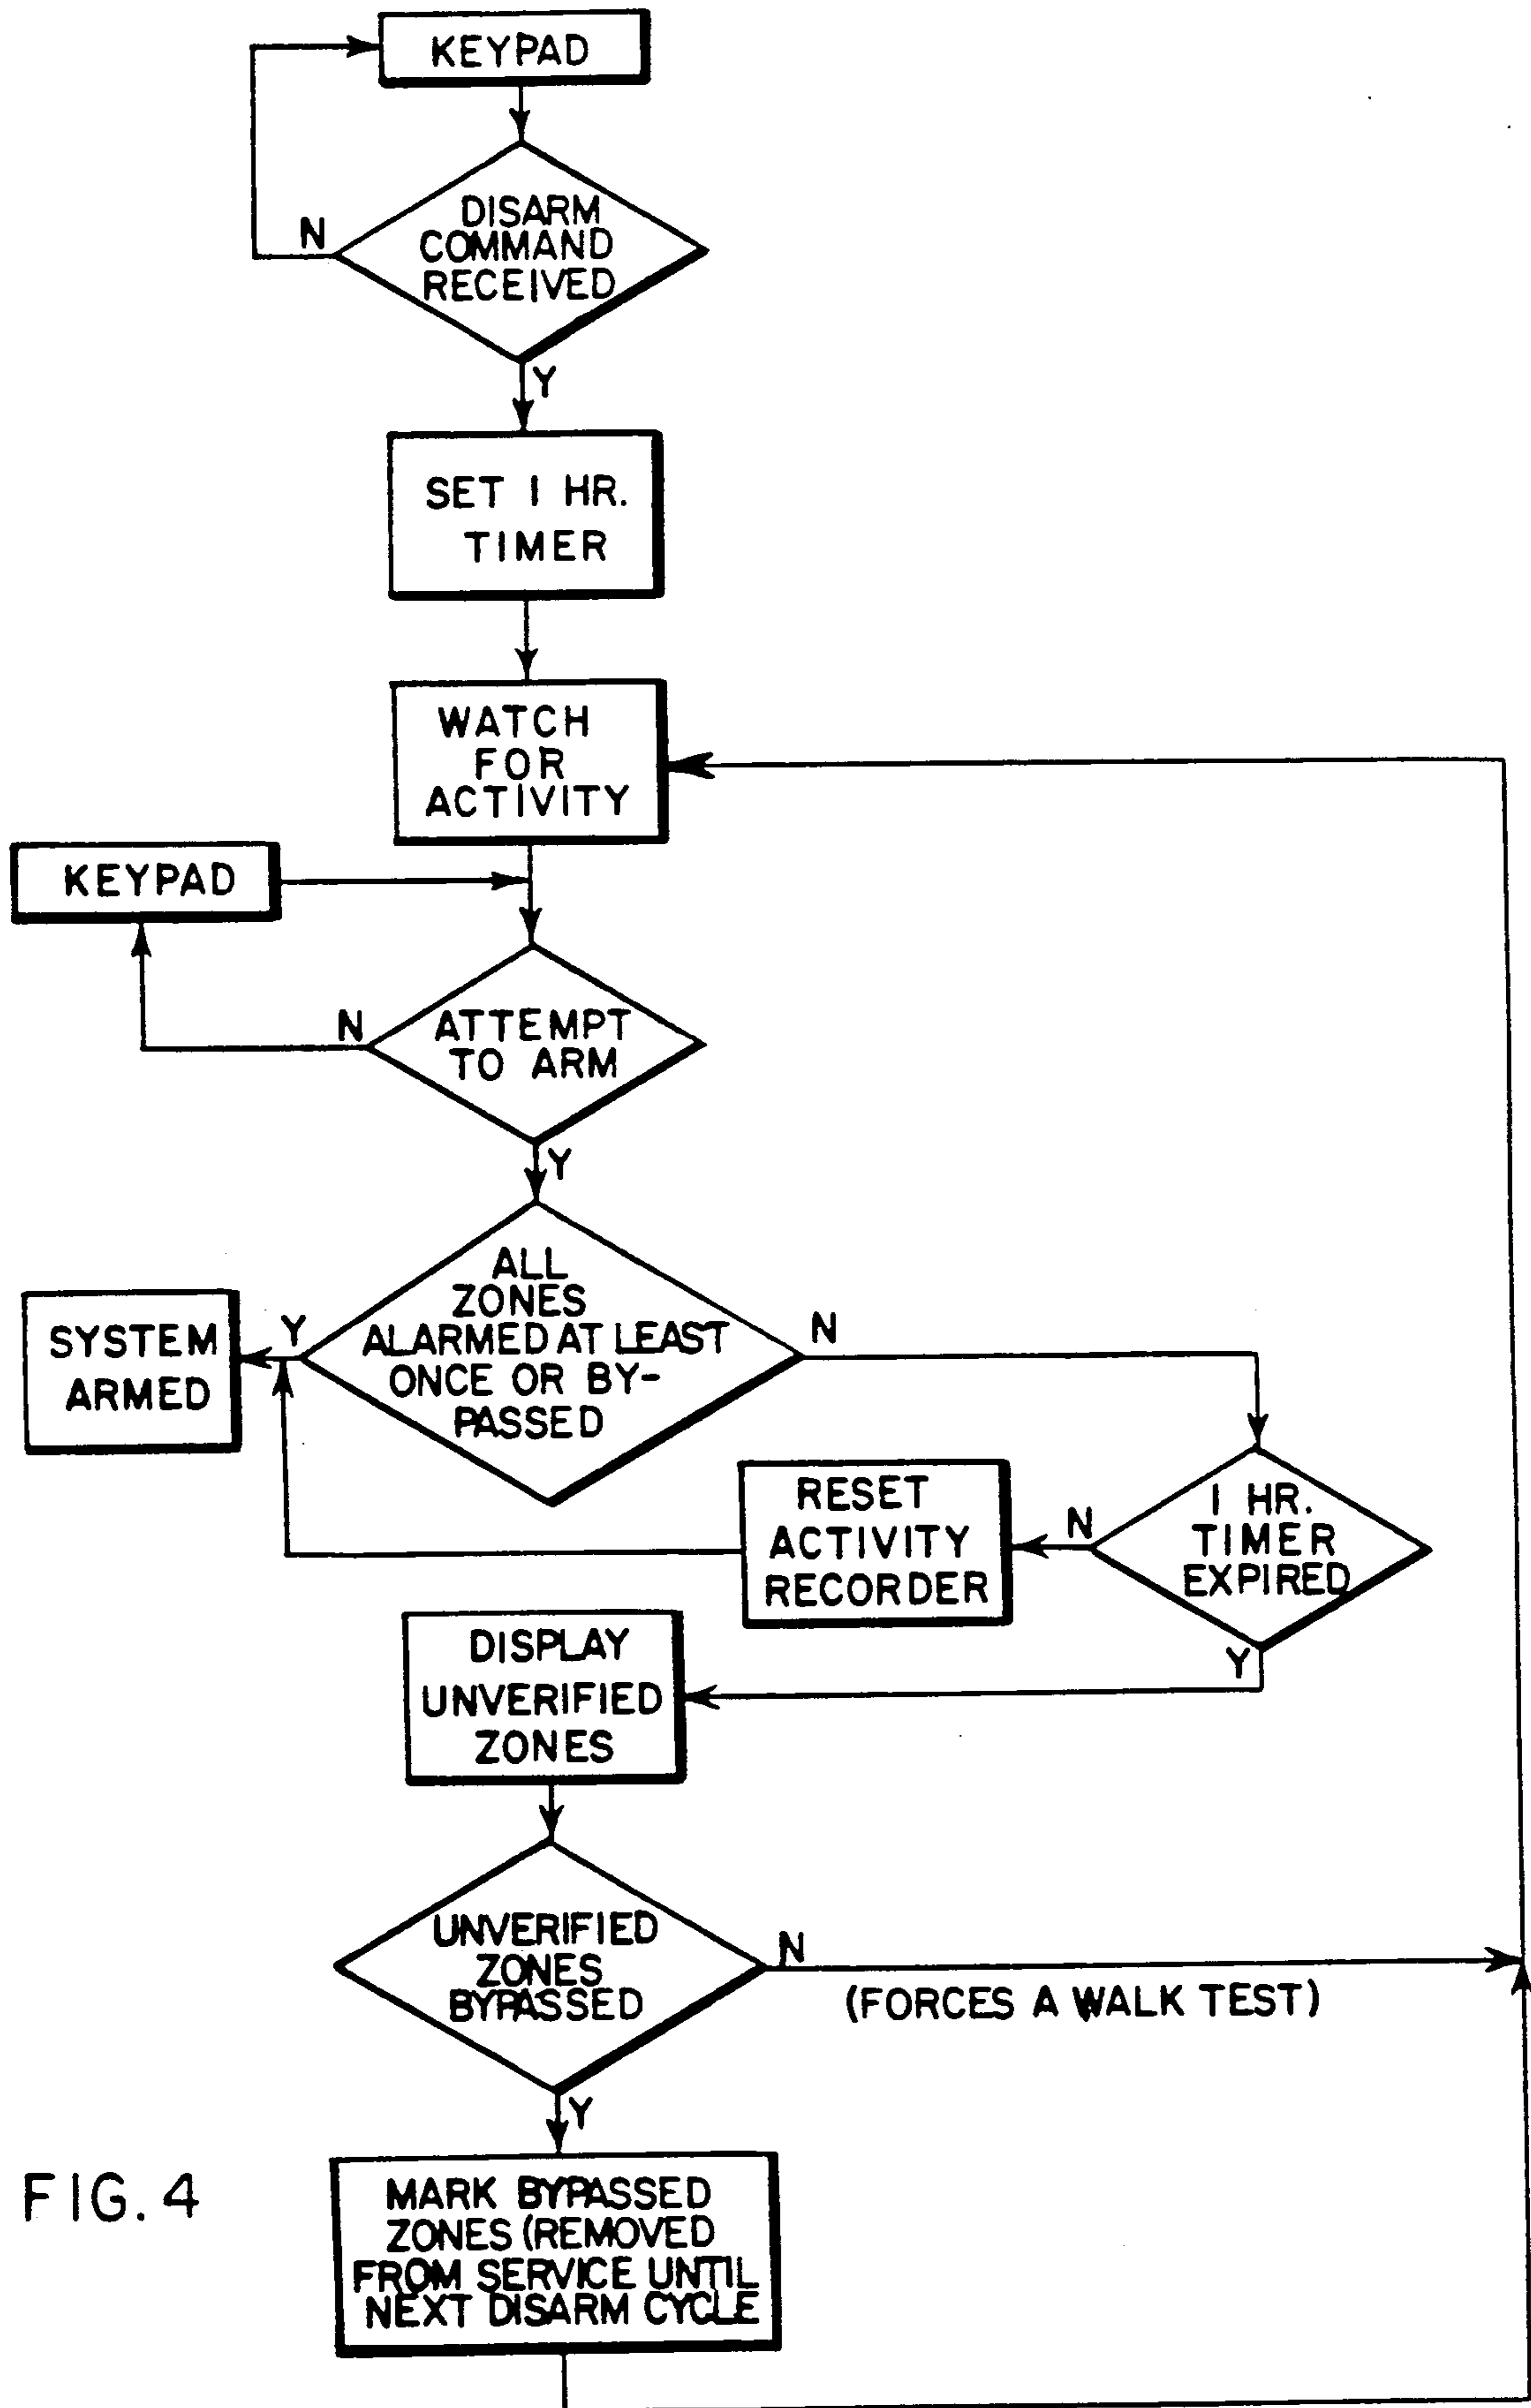 KEYPAD
DISARM
COMMAND
RECEIVED
N
Y
SET 1 HR.
TIMER
WATCH
FOR
ACTIVITY
KEYPAD
N
ATTEMPT
TO ARM
Y
ALL
ZONES
ALARMED AT LEAST
ONCE OR BY-
PASSED
Y
N
SYSTEM
ARMED
1 HR.
TIMER
EXPIRED
N
Y
RESET
ACTIVITY
RECORDER
DISPLAY
UNVERIFIED
ZONES
UNVERIFIED
ZONES
BYPASSED
N
(FORCES A WALK TEST)
Y
MARK BYPASSED
ZONES (REMOVED
FROM SERVICE UNTIL
NEXT DISARM CYCLE
FIG. 4